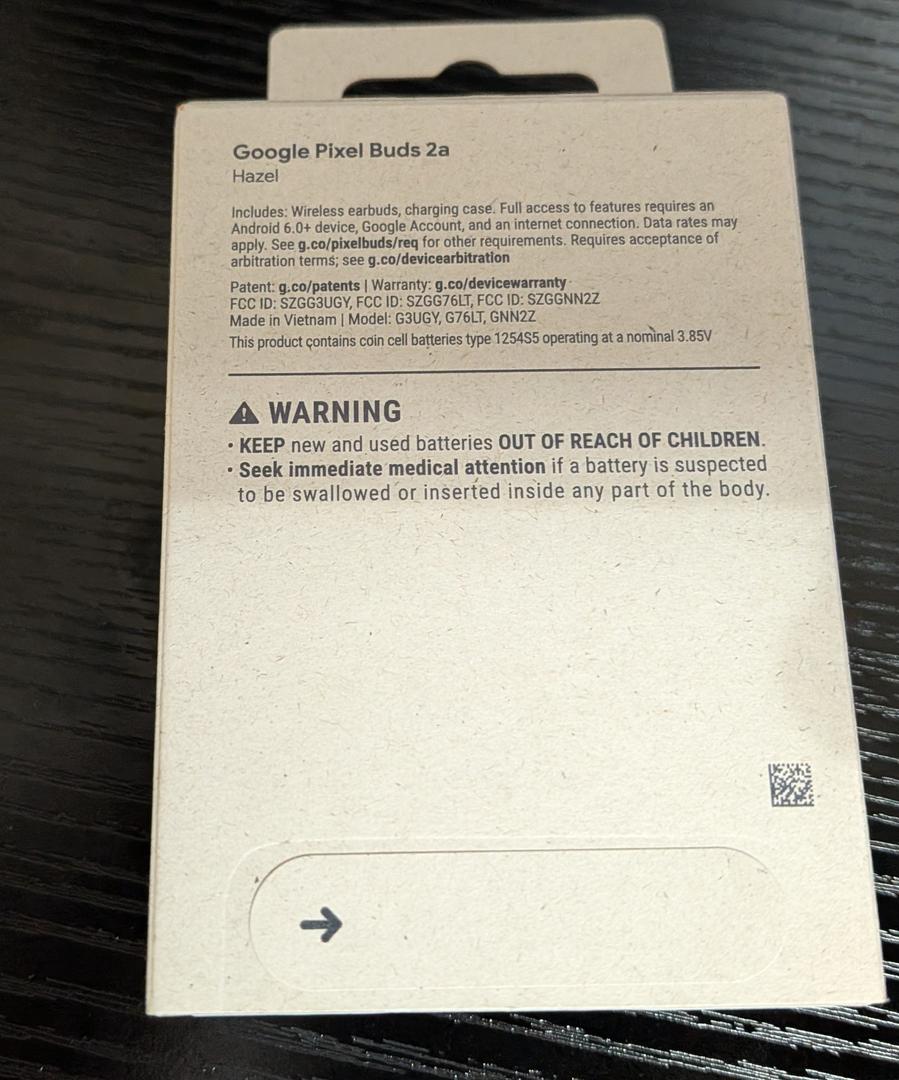 Google Pixel Buds 2a
Hazel
Includes: Wireless earbuds, charging case. Full access to features requires an
Android 6.0+ device, Google Account, and an internet connection. Data rates may
apply. See g.co/pixelbuds/req for other requirements. Requires acceptance of
arbitration terms; see g.co/devicearbitration
Patent: g.co/patents | Warranty: g.co/devicewarranty
FCC ID: SZGG3UGY, FCC ID: SZGG76LT, FCC ID: SZGGNN2Z
Made in Vietnam | Model: G3UGY, G76LT, GNN2Z
This product contains coin cell batteries type 1254S5 operating at a nominal 3.85V
WARNING
• KEEP new and used batteries OUT OF REACH OF CHILDREN.
• Seek immediate medical attention if a battery is suspected
to be swallowed or inserted inside any part of the body.